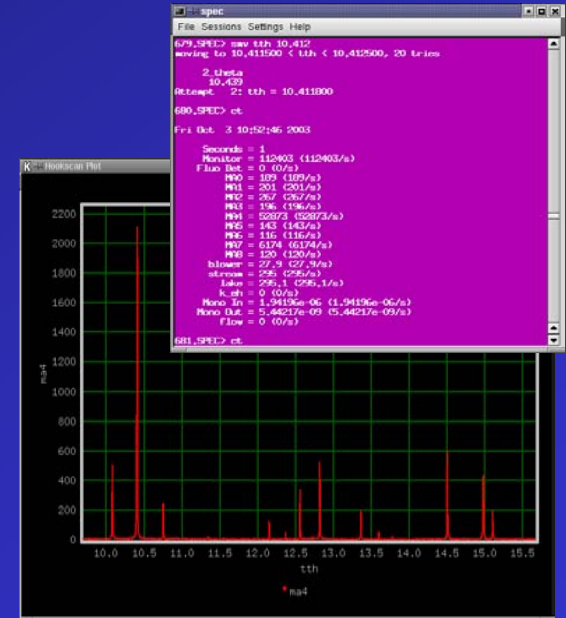 spec
File Sessions Settings Help
679.SPEC> smv tth 10.412
moving to 10.411500 < tth < 10.412500, 20 tries
2_theta
10.439
Attempt 2: tth = 10.411800
680.SPEC> ct
Fri Oct 3 10:52:46 2003
Seconds = 1
Monitor = 112403 (112403/s)
Fluo Det = 0 (0/s)
MA0 = 189 (189/s)
MA1 = 201 (201/s)
MA2 = 267 (267/s)
MA3 = 196 (196/s)
MA4 = 52873 (52873/s)
MA5 = 143 (143/s)
MA6 = 116 (116/s)
MA7 = 6174 (6174/s)
MA8 = 120 (120/s)
blower = 27.9 (27.9/s)
stroom = 295 (295/s)
lake = 295.1 (295.1/s)
k_eh = 0 (0/s)
Mono In = 1.94196e-06 (1.94196e-06/s)
Mono Out = 5.44217e-09 (5.44217e-09/s)
flow = 0 (0/s)
681.SPEC> ct
Hookscan Plot
2200
2000
1800
1600
1400
1200
1000
800
600
400
200
0
ma4
10.0 10.5 11.0 11.5 12.0 12.5 13.0 13.5 14.0 14.5 15.0 15.5
tth
ma4